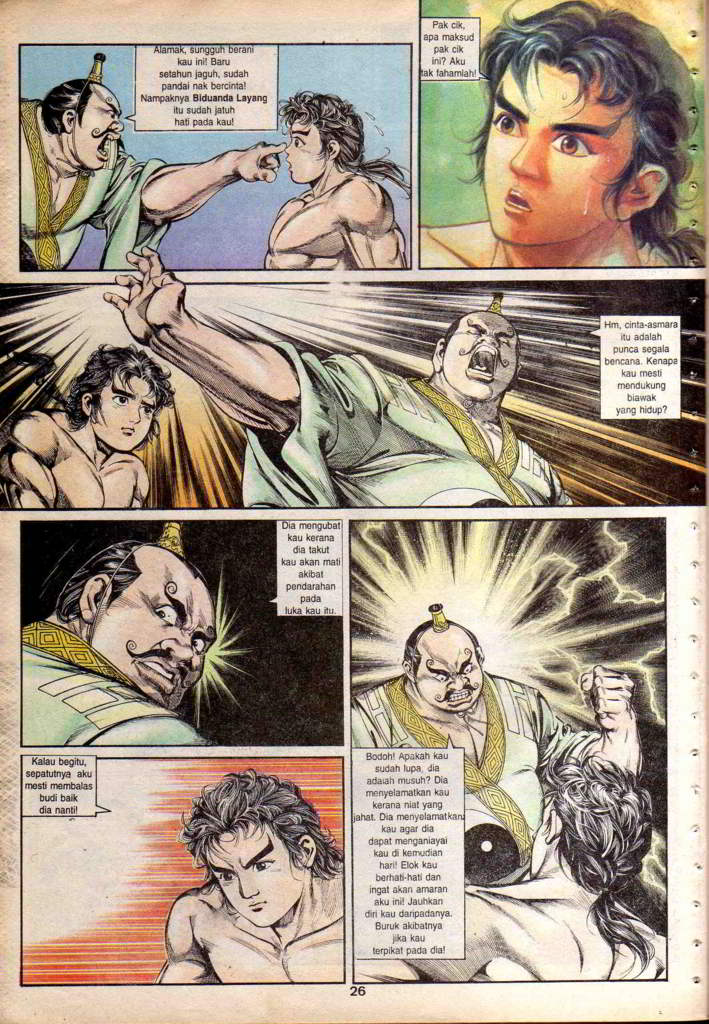 Alamak, sungguh berani
kau ini! Baru
setahun jaguh, sudah
pandai nak bercinta!
Nampaknya Biduanda Layang
itu sudah jatuh
hati pada kau!
Pak cik,
apa maksud
pak cik
ini? Aku
tak fahamlah!
Hm, cinta-asmara
itu adalah
punca segala
bencana. Kenapa
kau mesti
mendukung
biawak
yang hidup?
Dia mengubat
kau kerana
dia takut
kau akan mati
akibat
pendarahan
pada
luka kau itu.
Kalau begitu,
sepatutnya aku
mesti membalas
budi baik
dia nanti!
Bodoh! Apakah kau
sudah lupa, dia
adalah musuh? Dia
menyelamatkan kau
kerana niat yang
jahat. Dia menyelamatkan
kau agar dia
dapat menganiayai
kau di kemudian
hari! Elok kau
berhati-hati dan
ingat akan amaran
aku ini! Jauhkan
diri kau daripadanya.
Buruk akibatnya
jika kau
terpikat pada dia!
26